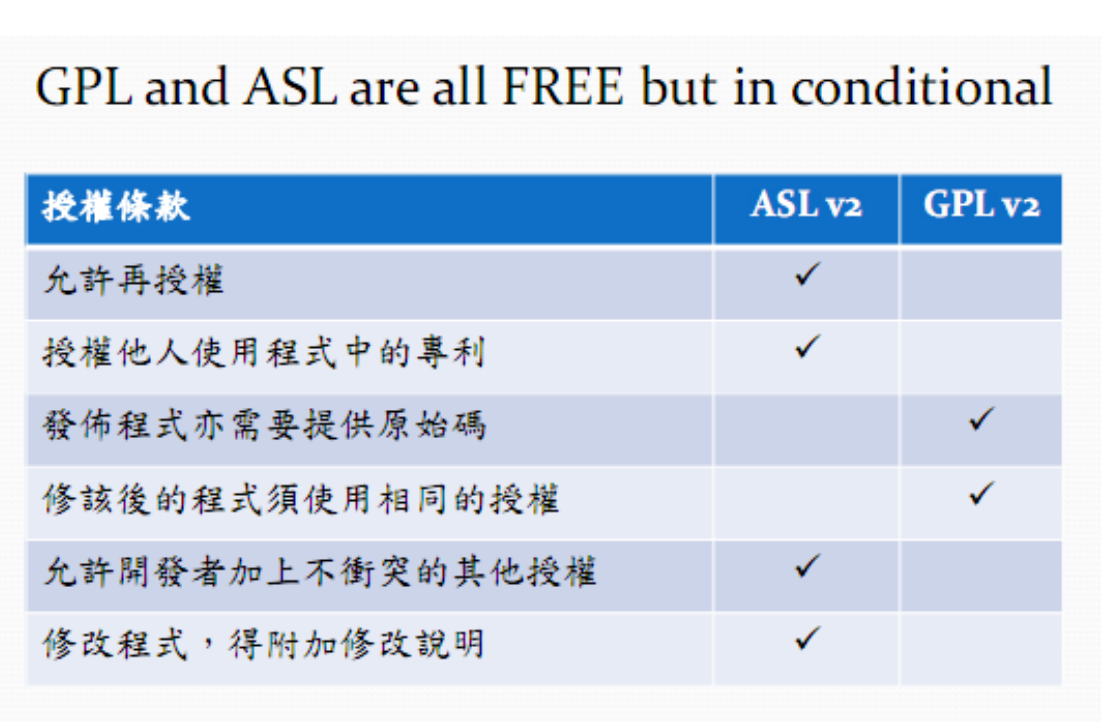 GPL and ASL are all FREE but in conditional
授權條款 ASL v2 GPL v2
允許再授權 ✓
授權他人使用程式中的專利 ✓
發佈程式亦需要提供原始碼 ✓
修該後的程式須使用相同的授權 ✓
允許開發者加上不衝突的其他授權 ✓
修改程式，得附加修改說明 ✓